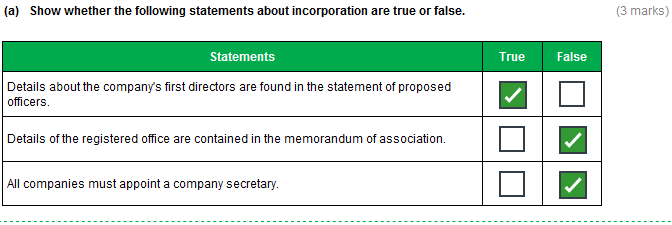 (a) Show whether the following statements about incorporation are true or false. (3 marks)
Statements True False
Details about the company's first directors are found in the statement of proposed
officers.
Details of the registered office are contained in the memorandum of association.
All companies must appoint a company secretary.